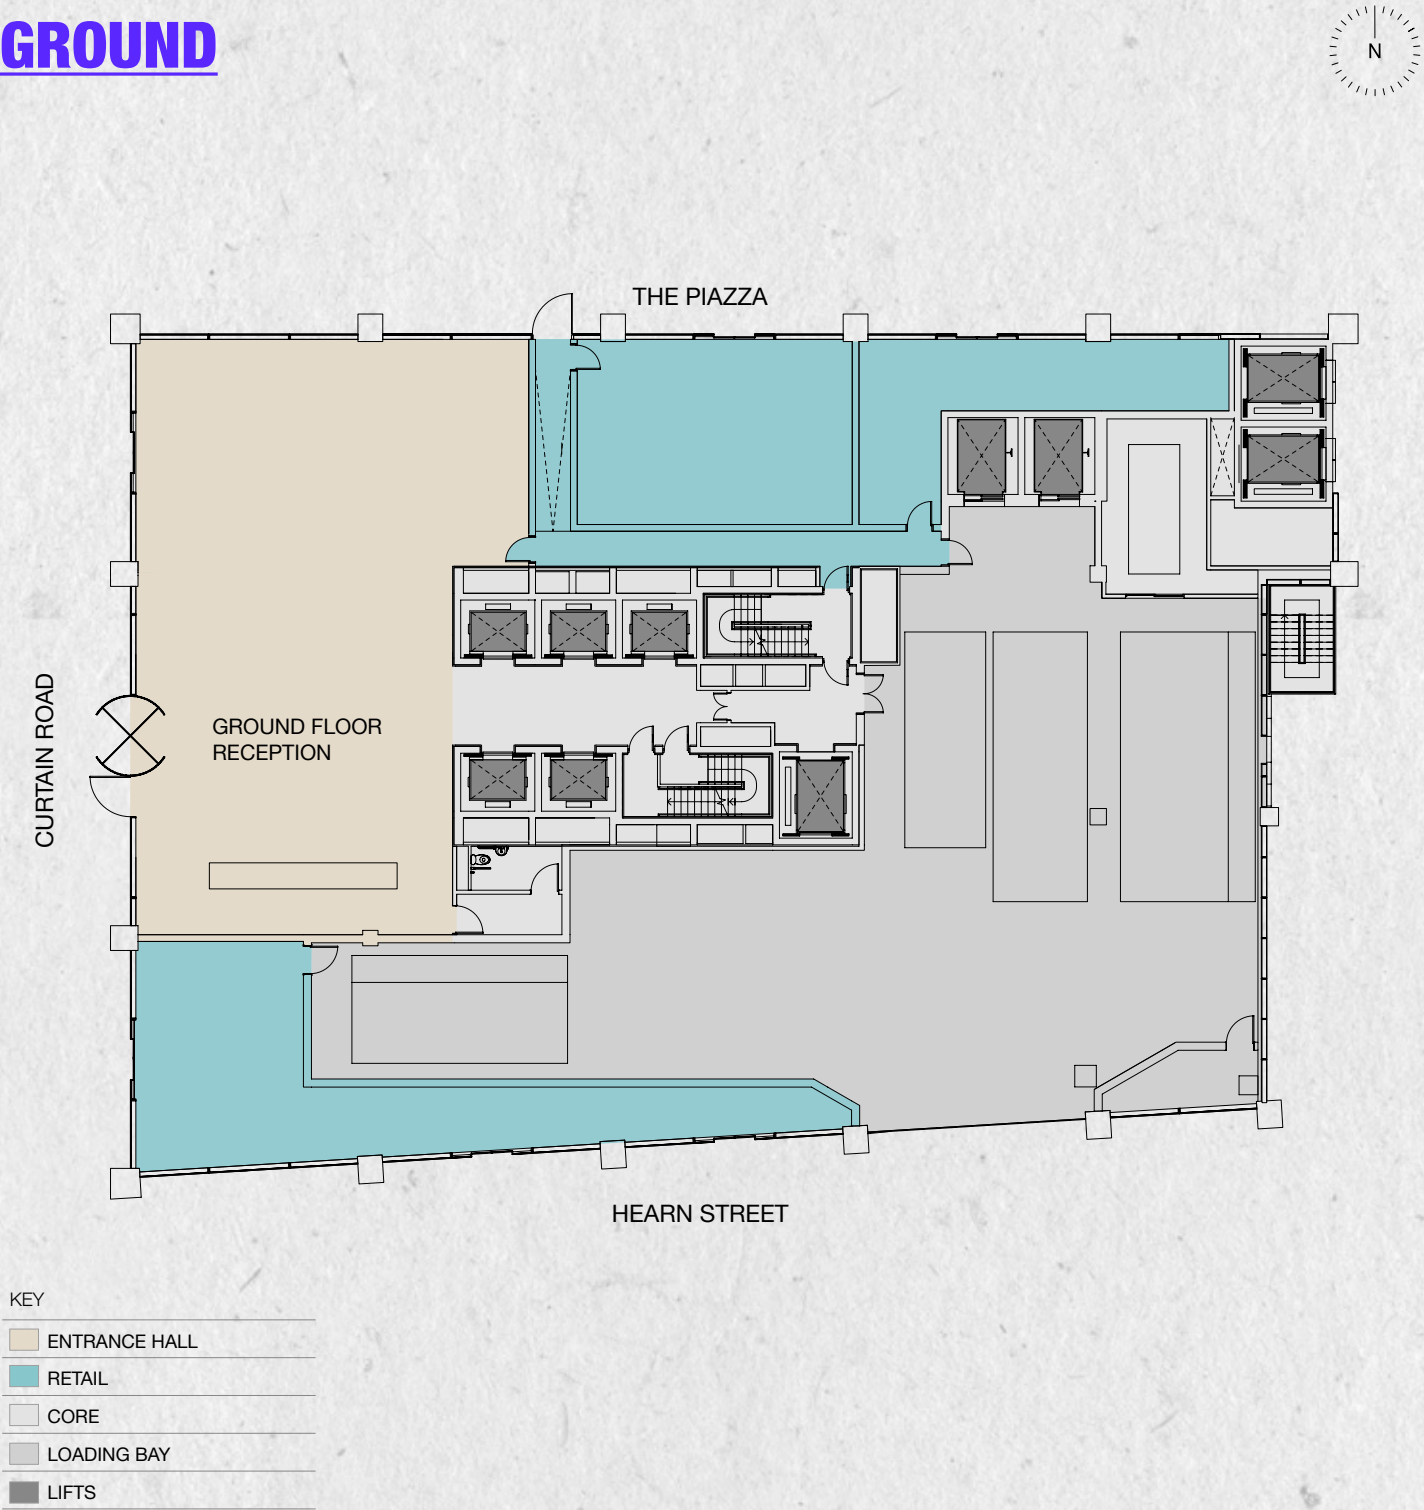 GROUND
N
THE PIAZZA
CURTAIN ROAD
GROUND FLOOR
RECEPTION
HEARN STREET
KEY
ENTRANCE HALL
RETAIL
CORE
LOADING BAY
LIFTS